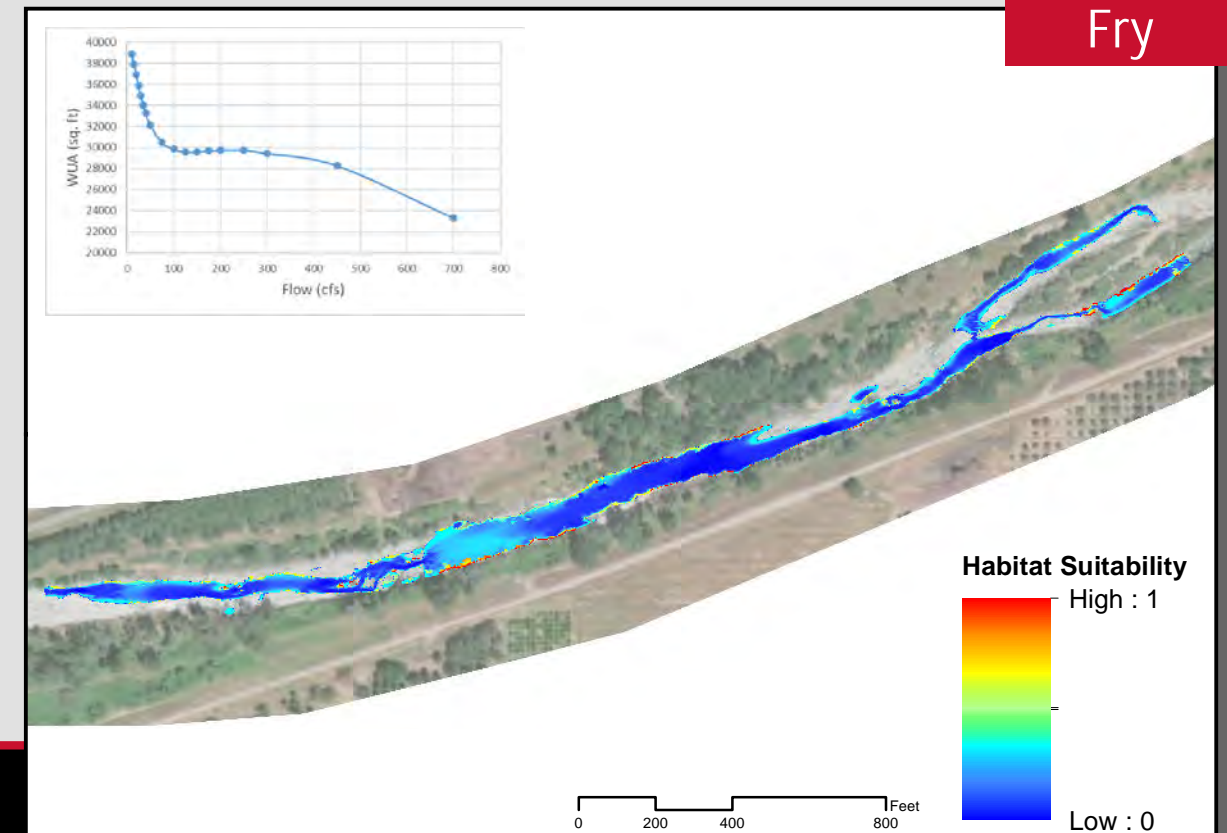 Fry
40000
38000
36000
34000
32000
30000
28000
26000
24000
22000
20000
WUA (sq. ft)
0 100 200 300 400 500 600 700 800
Flow (cfs)
Habitat Suitability
High : 1
Low : 0
Feet
0 200 400 800